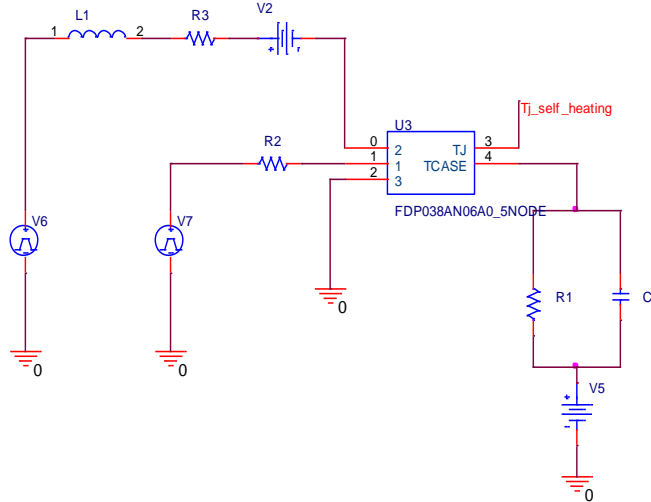 L1
R3
V2
1
2
Tj_self_heating
U3
R2
0
1
2
2
1
3
TJ
TCASE
3
4
FDP038AN06A0_5NODE
V6
V7
R1
C
0
0
0
V5
0